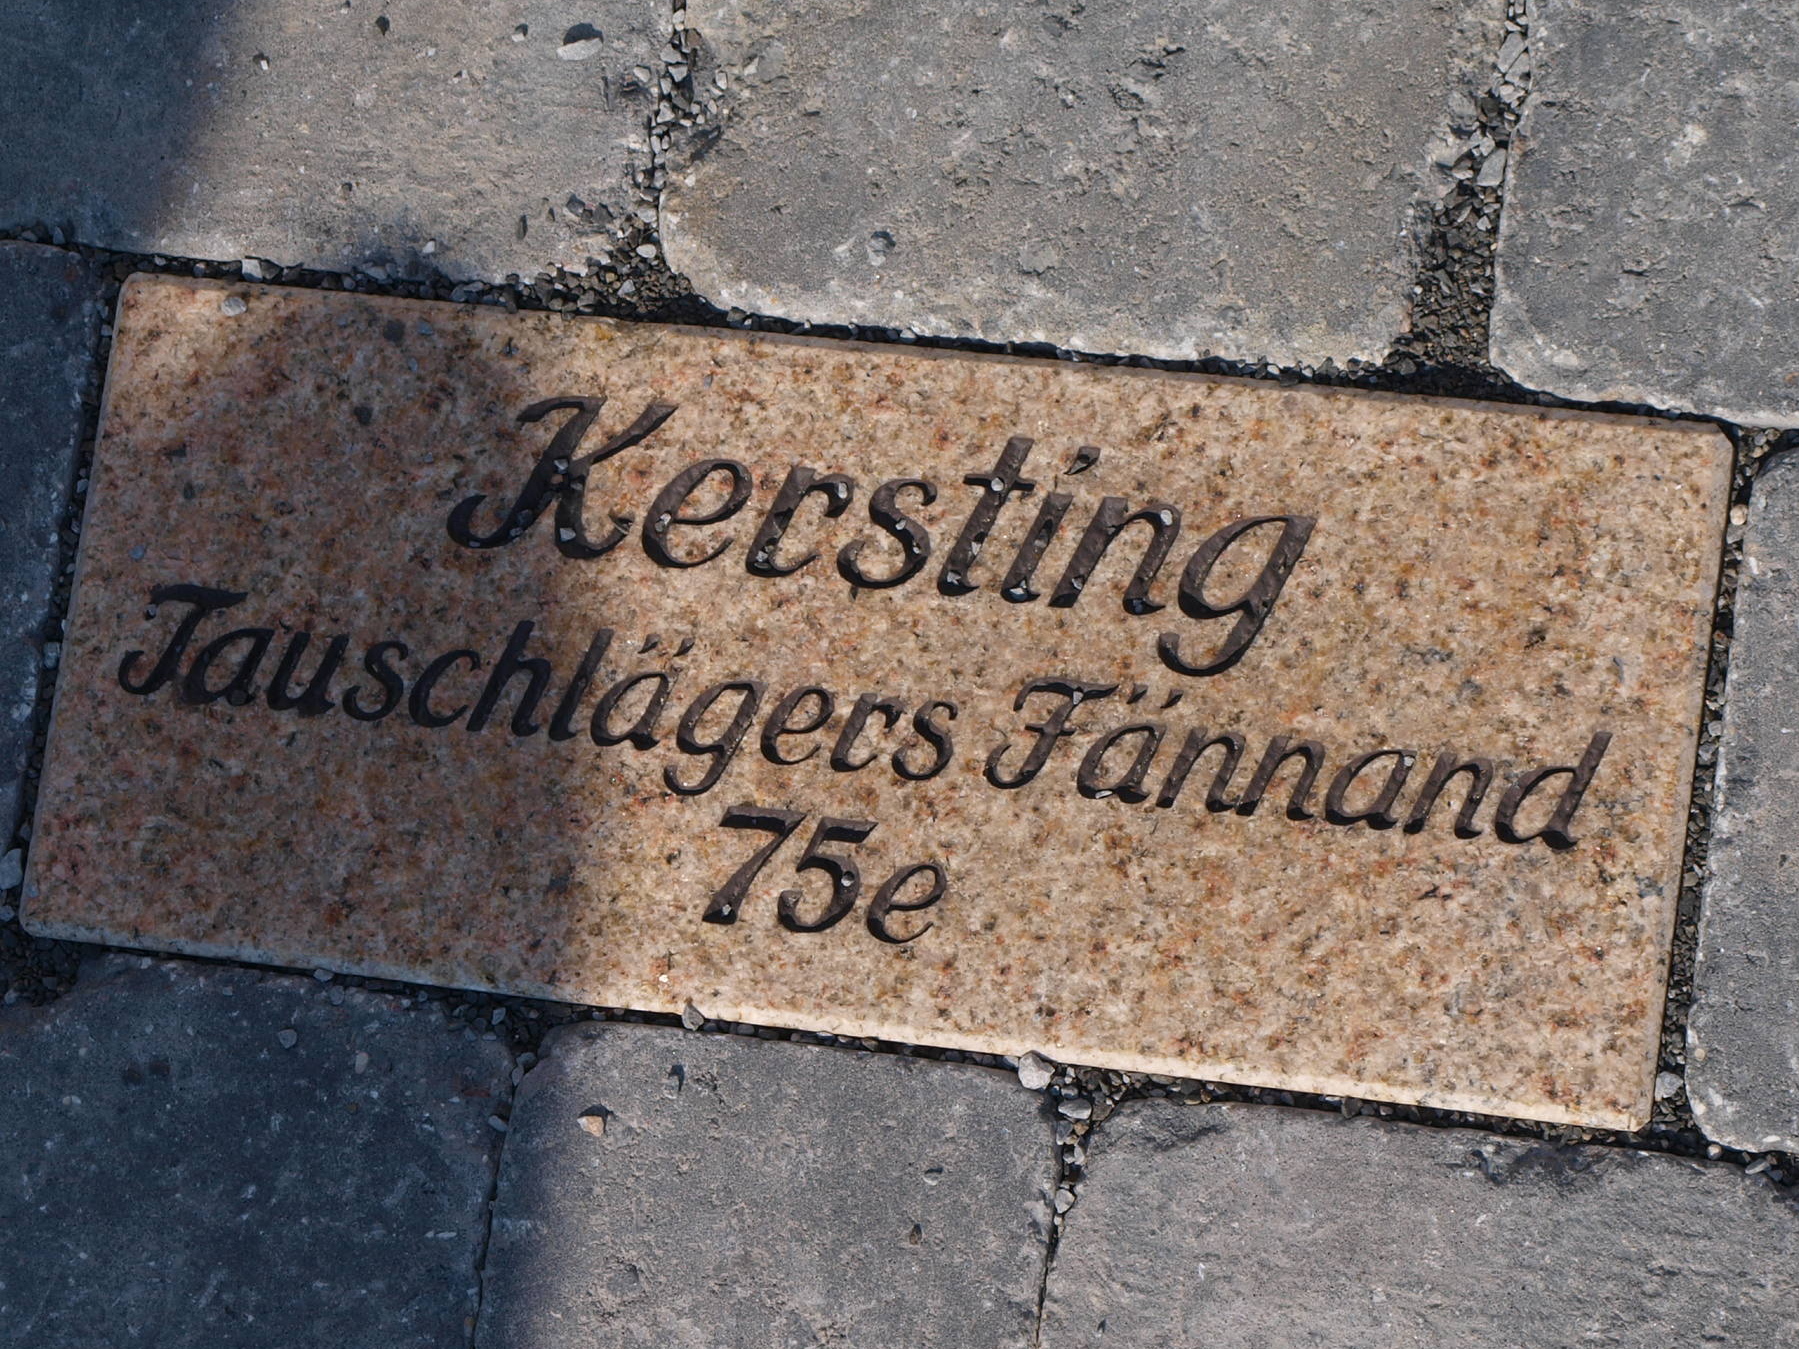 Kersting
Tauschlägers Fännand
75e